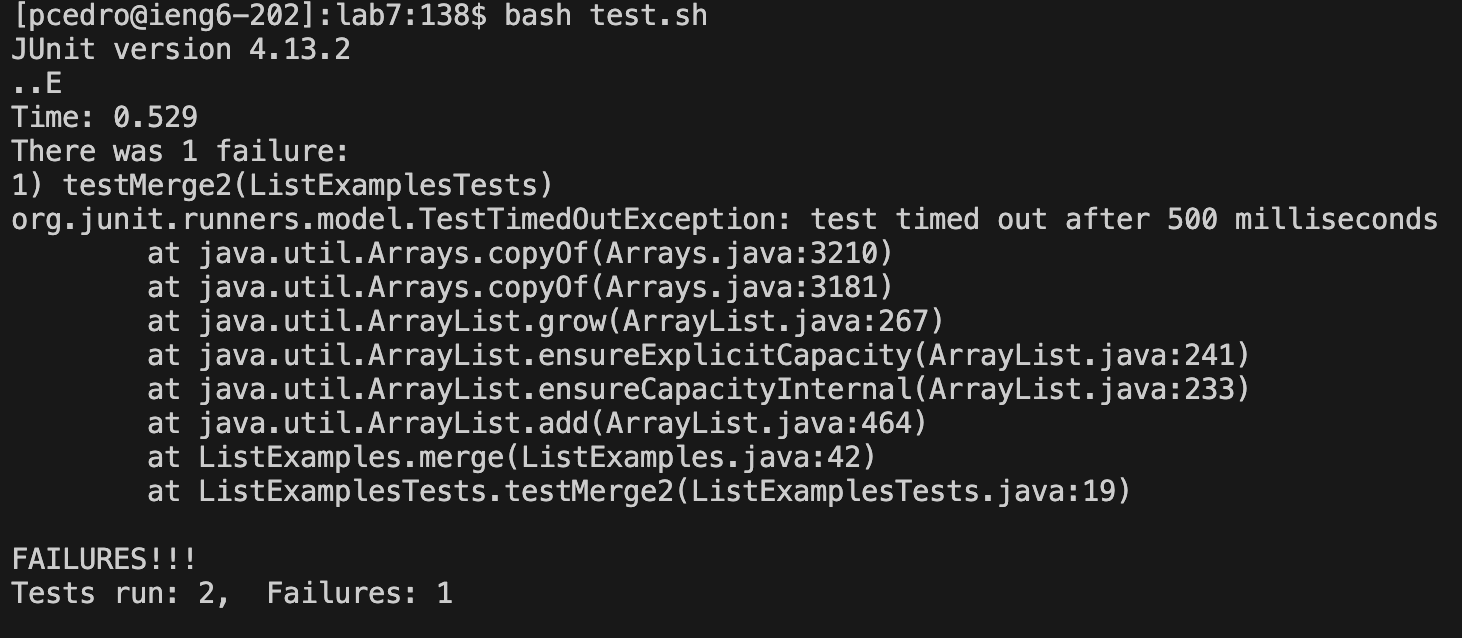 [pcedro@ieng6-202]:lab7:138$ bash test.sh
JUnit version 4.13.2
..E
Time: 0.529
There was 1 failure:
1) testMerge2(ListExamplesTests)
org.junit.runners.model.TestTimedOutException: test timed out after 500 milliseconds
        at java.util.Arrays.copyOf(Arrays.java:3210)
        at java.util.Arrays.copyOf(Arrays.java:3181)
        at java.util.ArrayList.grow(ArrayList.java:267)
        at java.util.ArrayList.ensureExplicitCapacity(ArrayList.java:241)
        at java.util.ArrayList.ensureCapacityInternal(ArrayList.java:233)
        at java.util.ArrayList.add(ArrayList.java:464)
        at ListExamples.merge(ListExamples.java:42)
        at ListExamplesTests.testMerge2(ListExamplesTests.java:19)

FAILURES!!!
Tests run: 2,  Failures: 1